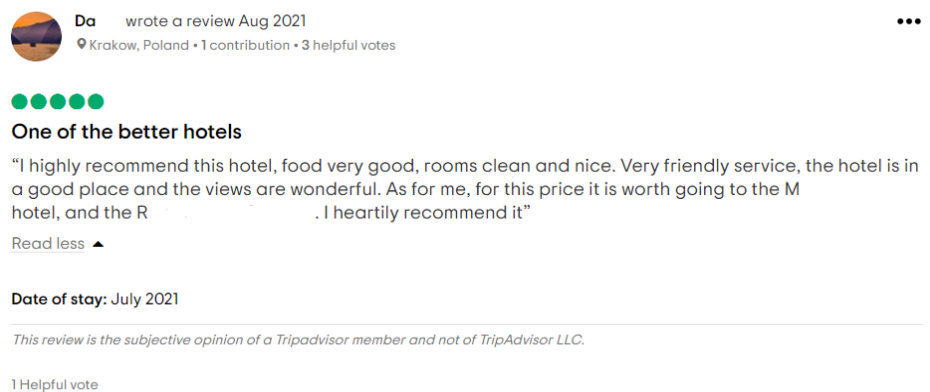 Da wrote a review Aug 2021
Krakow, Poland • 1 contribution • 3 helpful votes
One of the better hotels
“I highly recommend this hotel, food very good, rooms clean and nice. Very friendly service, the hotel is in
a good place and the views are wonderful. As for me, for this price it is worth going to the M
hotel, and the R . I heartily recommend it”
Read less
Date of stay: July 2021
This review is the subjective opinion of a Tripadvisor member and not of TripAdvisor LLC.
1 Helpful vote